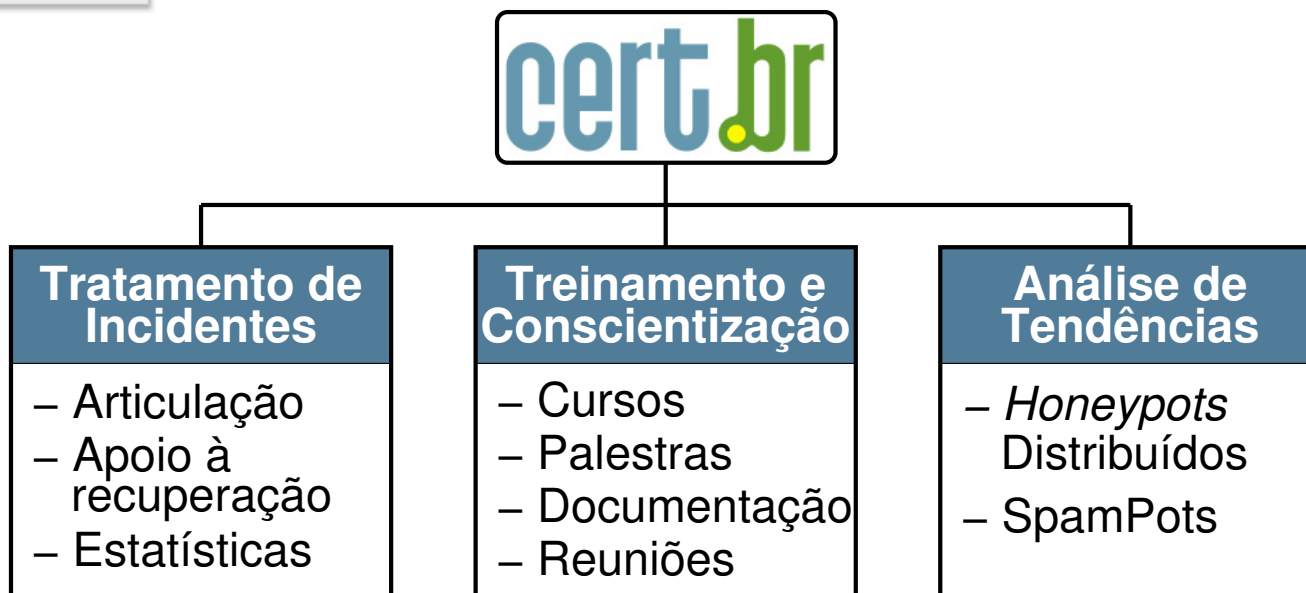 cert.br
Tratamento de
Incidentes
– Articulação
– Apoio à
recuperação
– Estatísticas
Treinamento e
Conscientização
– Cursos
– Palestras
– Documentação
– Reuniões
Análise de
Tendências
– Honeypots
Distribuídos
– SpamPots